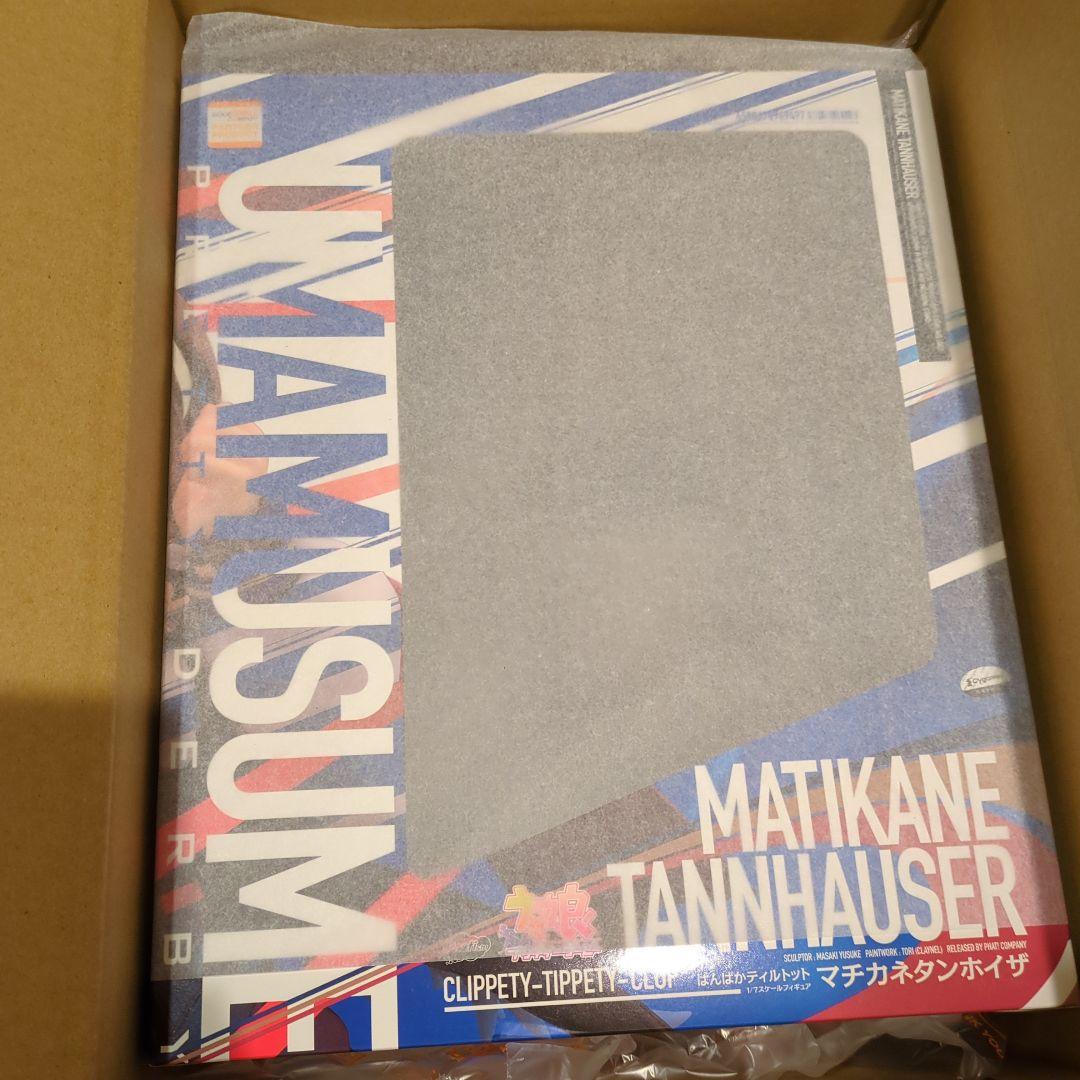 UMAMUSUME
PRETTY DERBY
MATIKANE TANNHAUSER
MATIKANE
TANNHAUSER
SCULPTOR . MASAKI YUSUKE PAINTWORK . TORI (CLAYNEL) RELEASED BY PHAT! COMPANY
CLIPPETY-TIPPETY-CLOP
ぱんぱかティルトット
1/7スケールフィギュア
マチカネタンホイザ